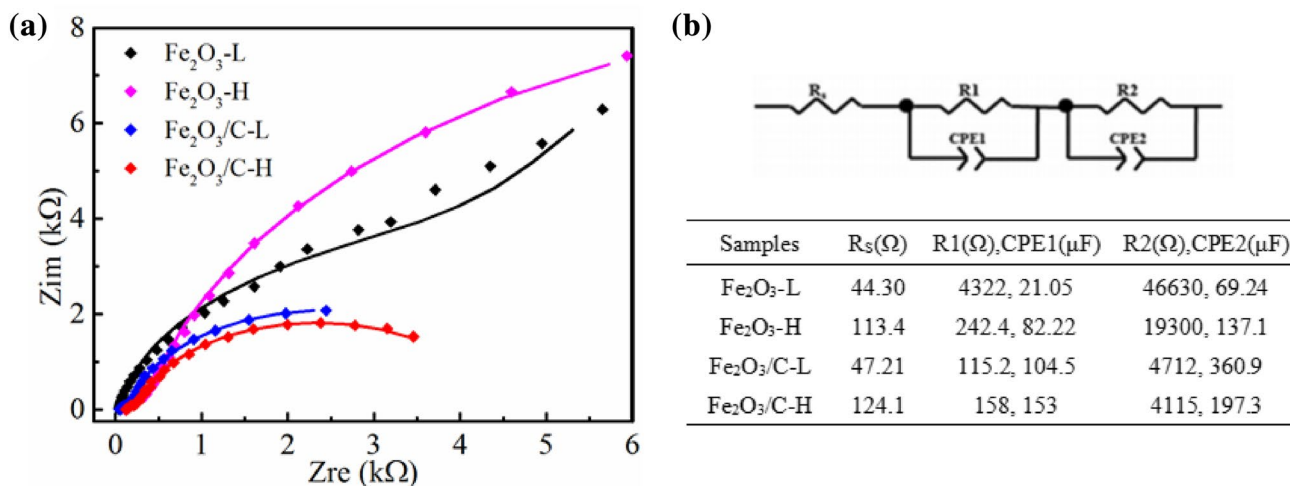 (a)
8
6
4
2
0
Zim (kΩ)
Fe₂O₃-L
Fe₂O₃-H
Fe₂O₃/C-L
Fe₂O₃/C-H
0 1 2 3 4 5 6
Zre (kΩ)
(b)
Rₛ R1 R2
CPE1 CPE2
Samples R_S(Ω) R1(Ω),CPE1(μF) R2(Ω),CPE2(μF)
Fe₂O₃-L 44.30 4322, 21.05 46630, 69.24
Fe₂O₃-H 113.4 242.4, 82.22 19300, 137.1
Fe₂O₃/C-L 47.21 115.2, 104.5 4712, 360.9
Fe₂O₃/C-H 124.1 158, 153 4115, 197.3